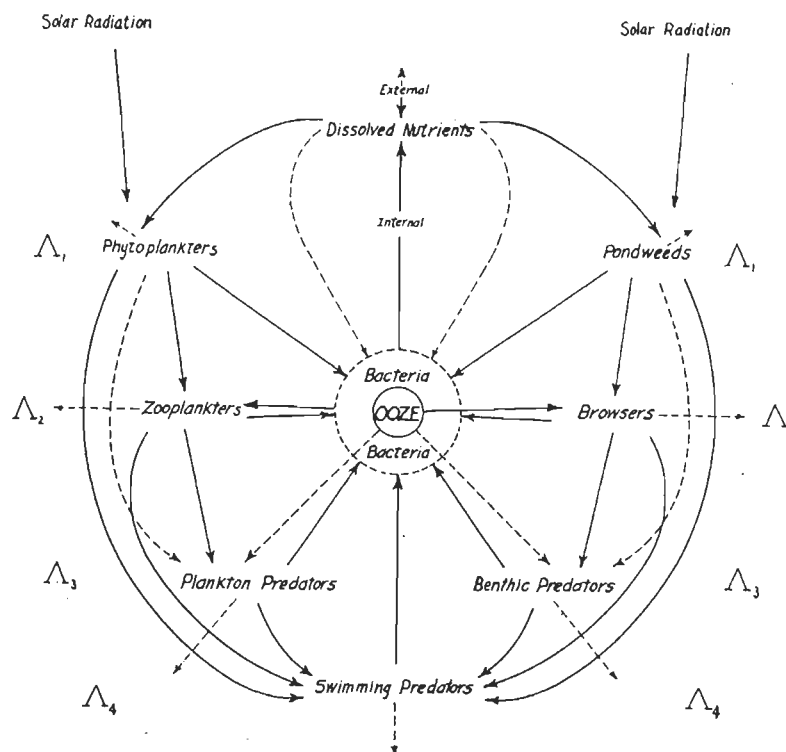 Solar Radiation
Solar Radiation
External
Dissolved Nutrients
Internal
Λ₁
Phytoplankters
Pondweeds
Λ₁
Bacteria
Λ₂
Zooplankters
OOZE
Browsers
Λ
Bacteria
Λ₃
Plankton Predators
Benthic Predators
Λ₃
Λ₄
Swimming Predators
Λ₄